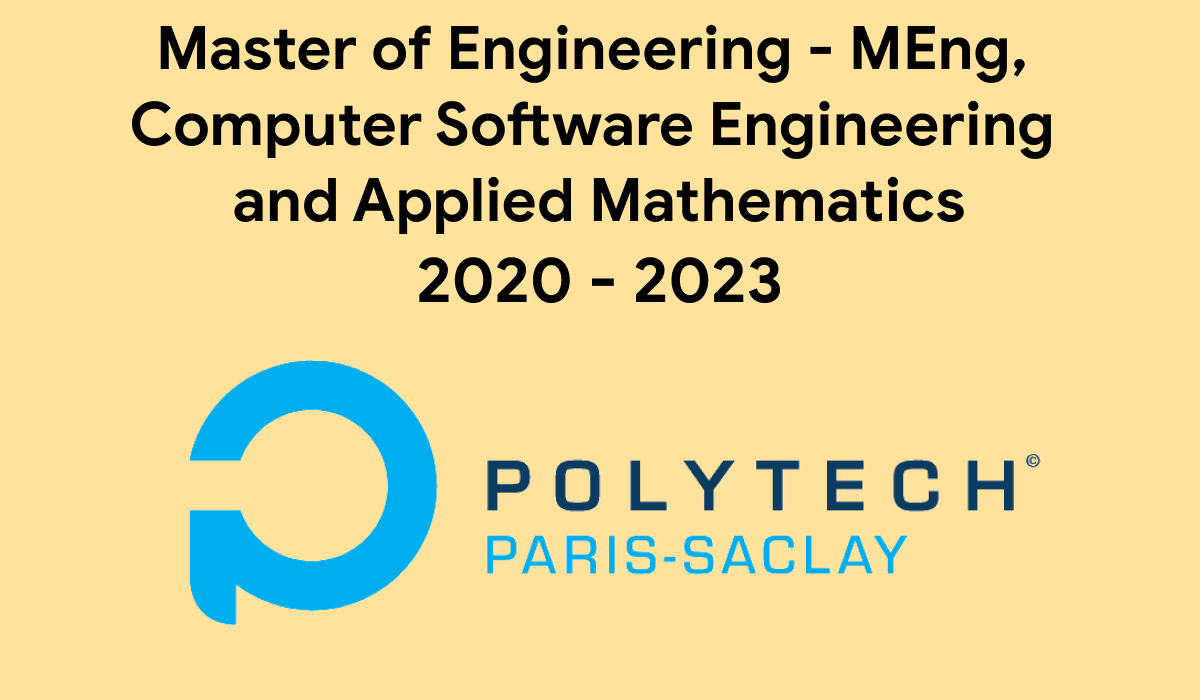 Master of Engineering - MEng,
Computer Software Engineering
and Applied Mathematics
2020 - 2023
POLYTECH©
PARIS-SACLAY